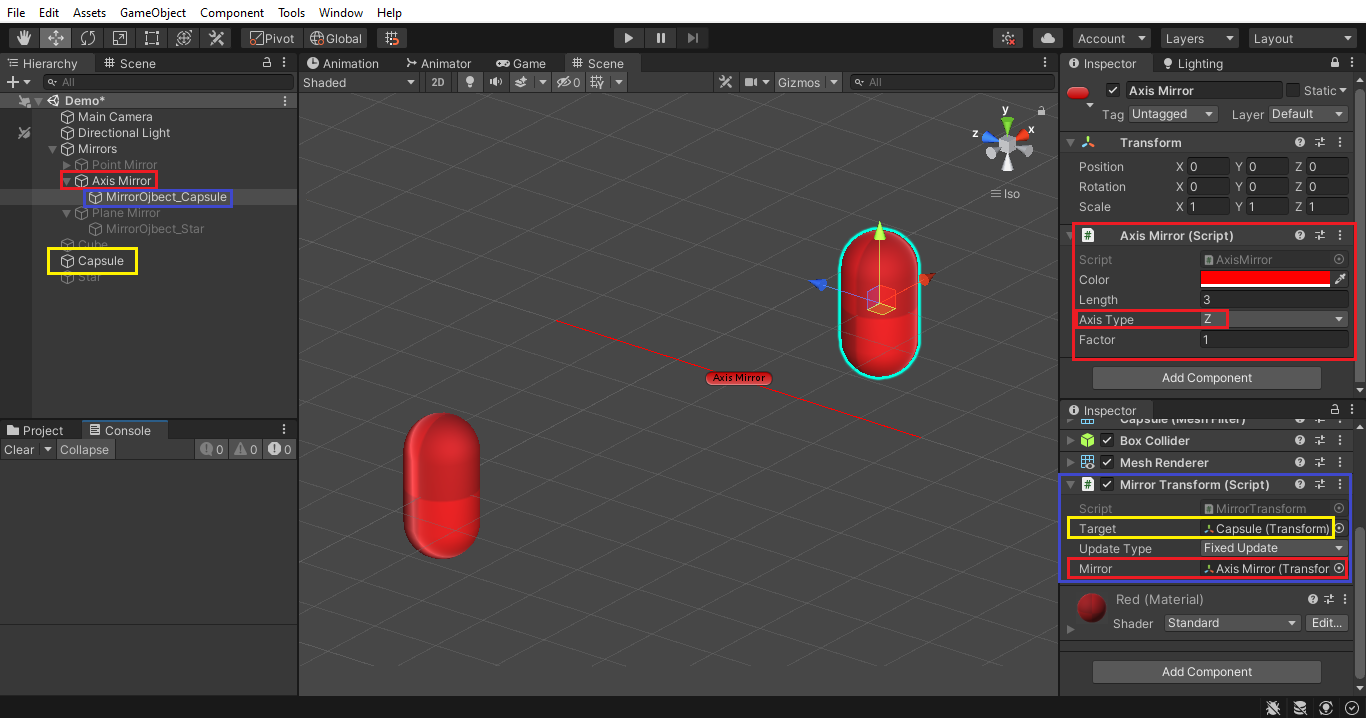 File Edit Assets GameObject Component Tools Window Help
Pivot Global Account Layers Layout
Hierarchy Scene
All
Demo*
Main Camera
Directional Light
Mirrors
Point Mirror
Axis Mirror
MirrorOjbect_Capsule
Plane Mirror
MirrorOjbect_Star
Cube
Capsule
Star
Project Console
Clear Collapse 0 0 0
Animation Animator Game Scene
Shaded 2D 0 Gizmos All
y
z x
Iso
Axis Mirror
Inspector Lighting
Axis Mirror Static
Tag Untagged Layer Default
Transform
Position X 0 Y 0 Z 0
Rotation X 0 Y 0 Z 0
Scale X 1 Y 1 Z 1
# Axis Mirror (Script)
Script AxisMirror
Color
Length 3
Axis Type Z
Factor 1
Add Component
Inspector
Capsule (Mesh Filter)
Box Collider
Mesh Renderer
# Mirror Transform (Script)
Script MirrorTransform
Target Capsule (Transform)
Update Type Fixed Update
Mirror Axis Mirror (Transfor
Red (Material)
Shader Standard Edit...
Add Component